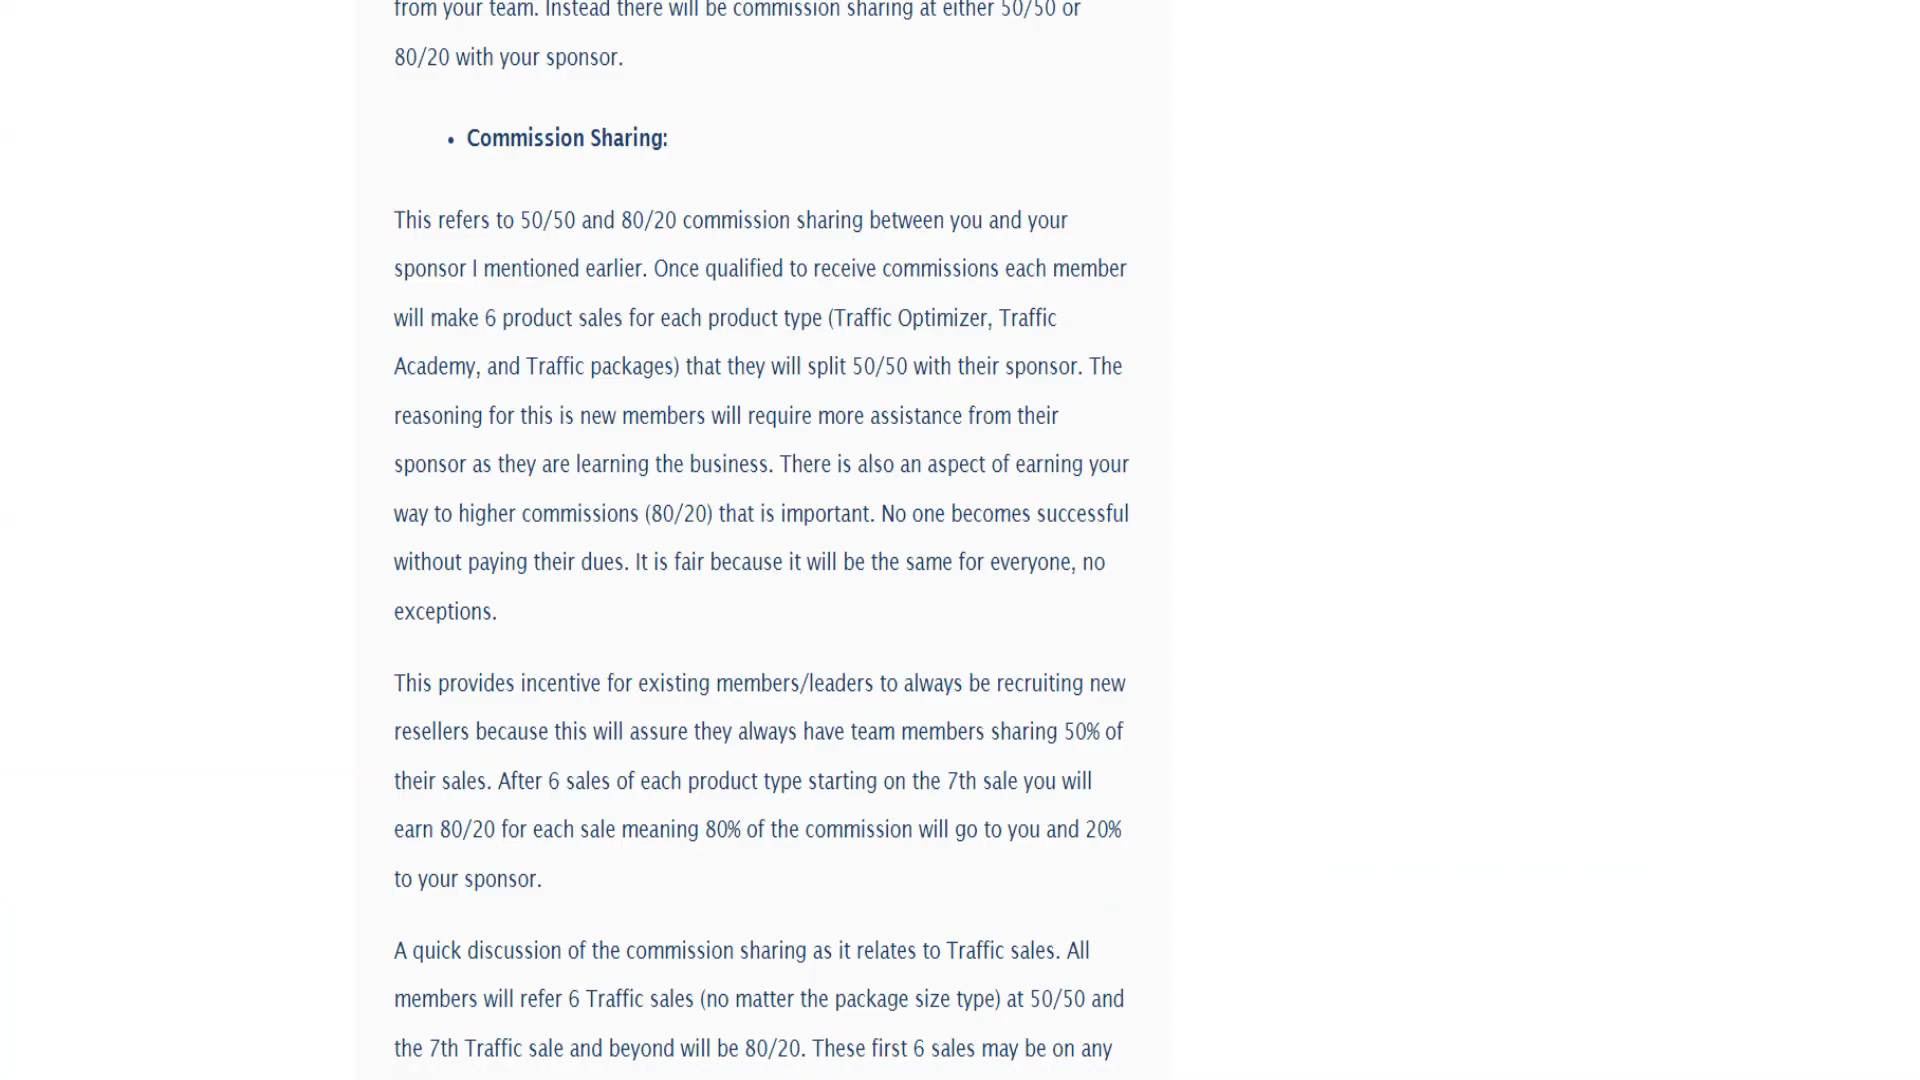 from your team. Instead there will be commission sharing at either 50/50 or
80/20 with your sponsor.
• Commission Sharing:
This refers to 50/50 and 80/20 commission sharing between you and your
sponsor I mentioned earlier. Once qualified to receive commissions each member
will make 6 product sales for each product type (Traffic Optimizer, Traffic
Academy, and Traffic packages) that they will split 50/50 with their sponsor. The
reasoning for this is new members will require more assistance from their
sponsor as they are learning the business. There is also an aspect of earning your
way to higher commissions (80/20) that is important. No one becomes successful
without paying their dues. It is fair because it will be the same for everyone, no
exceptions.
This provides incentive for existing members/leaders to always be recruiting new
resellers because this will assure they always have team members sharing 50% of
their sales. After 6 sales of each product type starting on the 7th sale you will
earn 80/20 for each sale meaning 80% of the commission will go to you and 20%
to your sponsor.
A quick discussion of the commission sharing as it relates to Traffic sales. All
members will refer 6 Traffic sales (no matter the package size type) at 50/50 and
the 7th Traffic sale and beyond will be 80/20. These first 6 sales may be on any